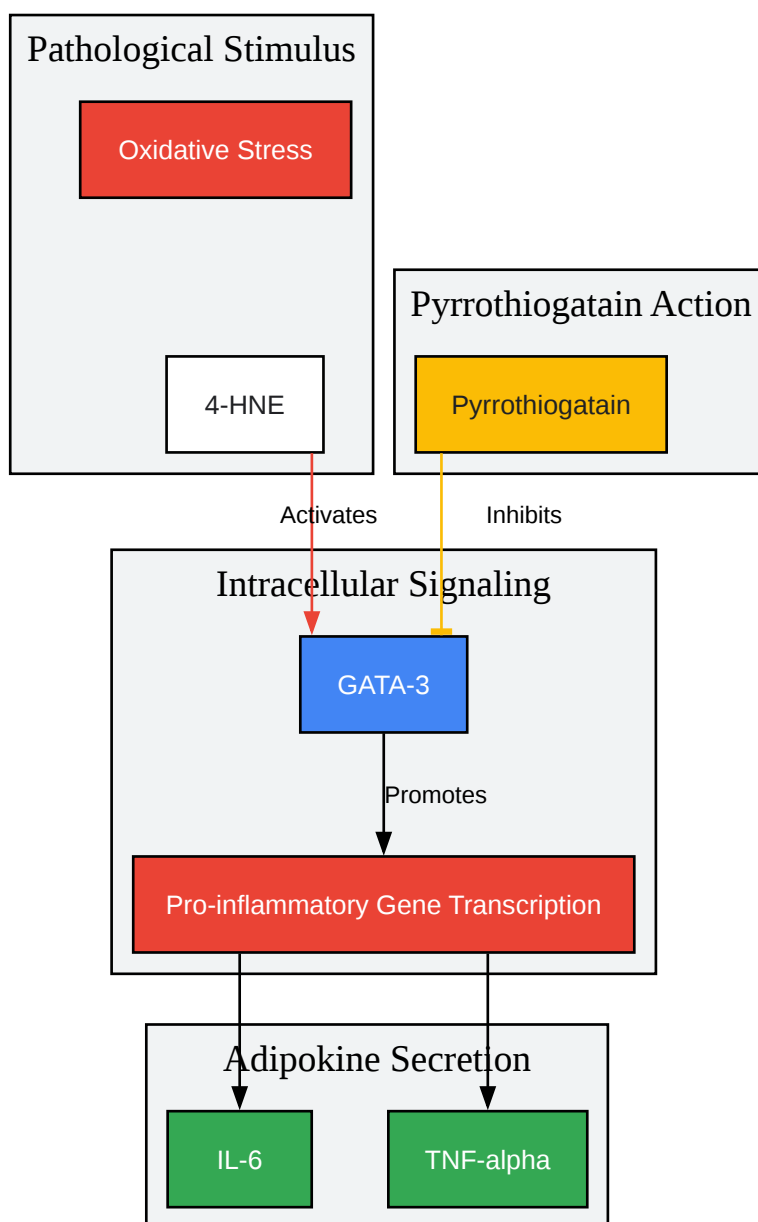 Pathological Stimulus
Oxidative Stress
Pyrrothiogatain Action
4-HNE
Pyrrothiogatain
Activates
Inhibits
Intracellular Signaling
GATA-3
Promotes
Pro-inflammatory Gene Transcription
Adipokine Secretion
IL-6
TNF-alpha